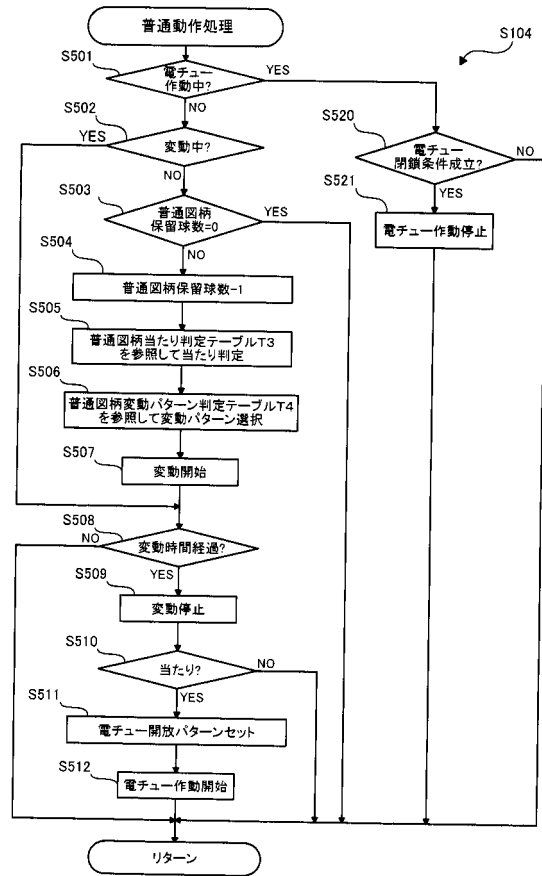 普通動作処理
S104
S501
電チュー
作動中?
YES
NO
S502
変動中?
YES
NO
S520
電チュー
閉鎖条件成立?
NO
YES
S521
電チュー作動停止
S503
普通図柄
保留球数=0
YES
NO
S504
普通図柄保留球数-1
S505
普通図柄当たり判定テーブルT3
を参照して当たり判定
S506
普通図柄変動パターン判定テーブルT4
を参照して変動パターン選択
S507
変動開始
S508
変動時間経過?
NO
YES
S509
変動停止
S510
当たり?
NO
YES
S511
電チュー開放パターンセット
S512
電チュー作動開始
リターン